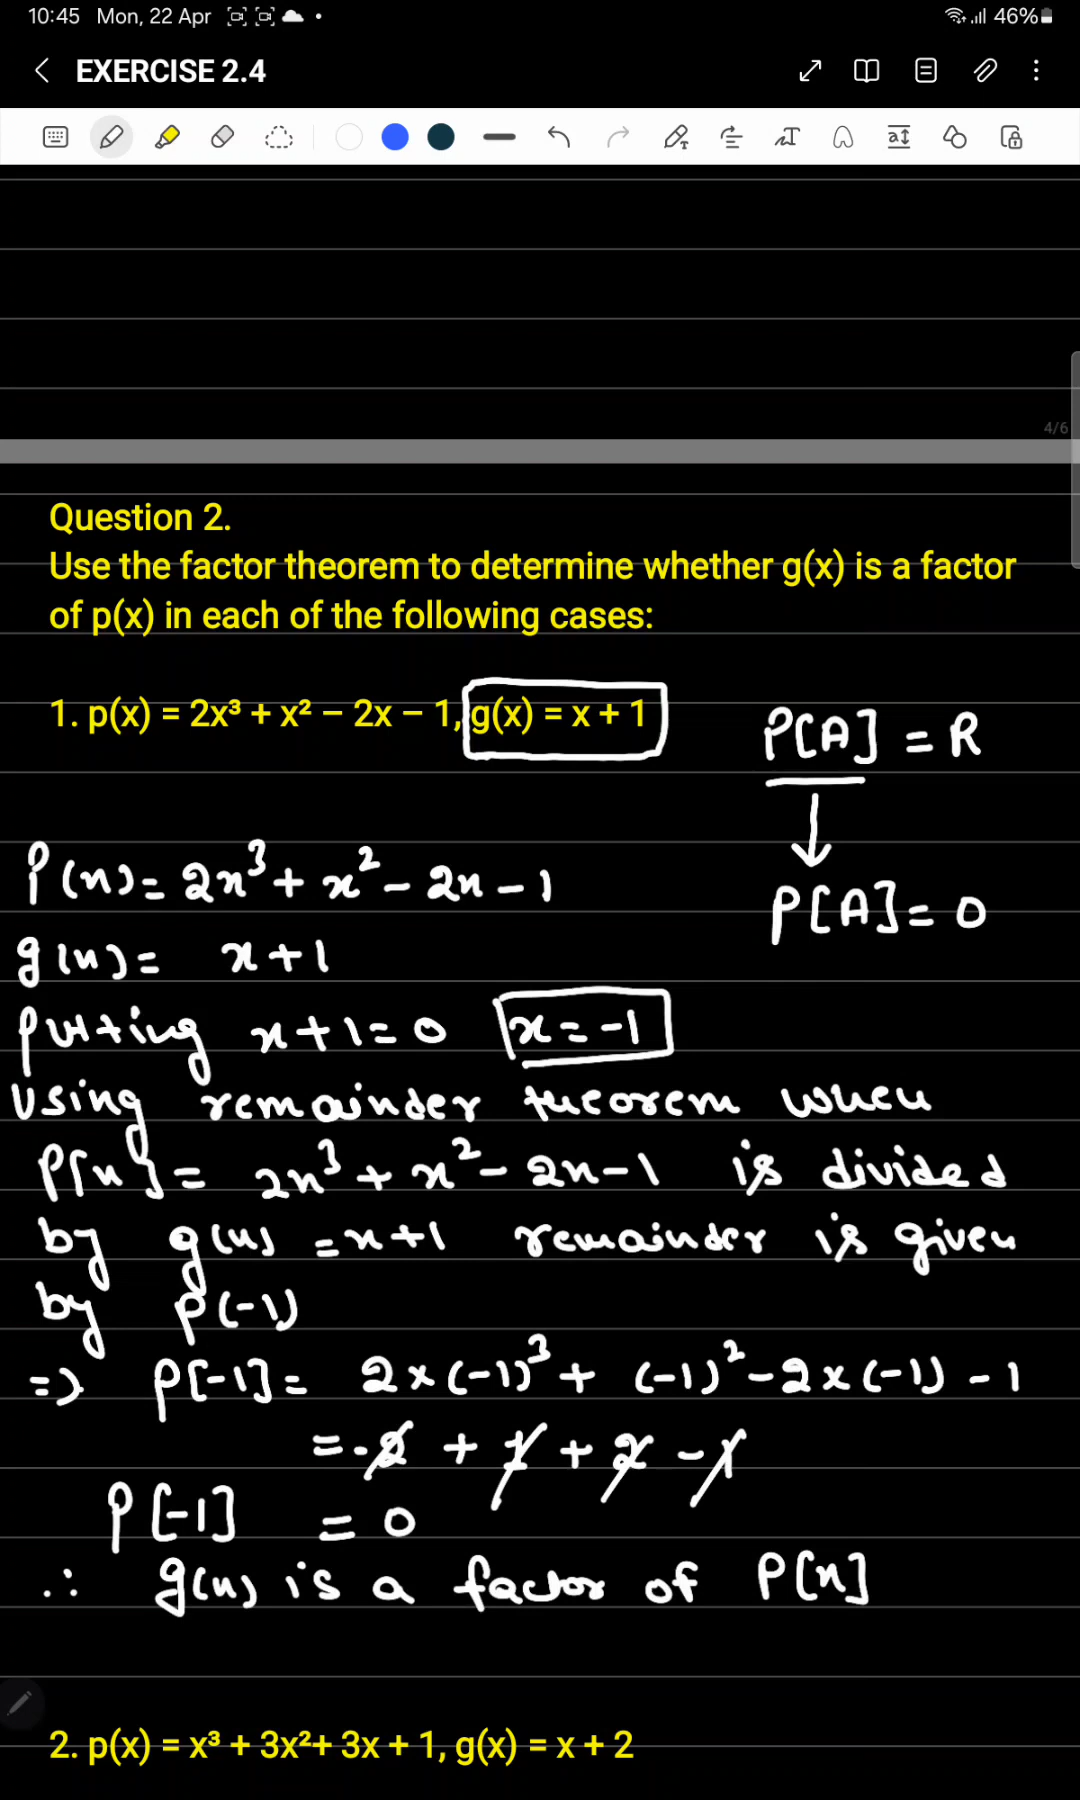 10:45 Mon, 22 Apr 46%
EXERCISE 2.4
4/6
Question 2.
Use the factor theorem to determine whether g(x) is a factor
of p(x) in each of the following cases:
1. p(x) = 2x³ + x² – 2x – 1, g(x) = x + 1
P[A] = R
P[A] = 0
P(x) = 2x³ + x² - 2x - 1
g(x) = x+1
putting x+1=0 x=-1
Using remainder theorem when
P[x] = 2x³ + x² - 2x - 1 is divided
by g(x) = x+1 remainder is given
by P(-1)
=> P[-1] = 2×(-1)³ + (-1)² - 2×(-1) - 1
= -2 + 1 + 2 - 1
P[-1] = 0
∴ g(x) is a factor of P[x]
2. p(x) = x³ + 3x²+ 3x + 1, g(x) = x + 2